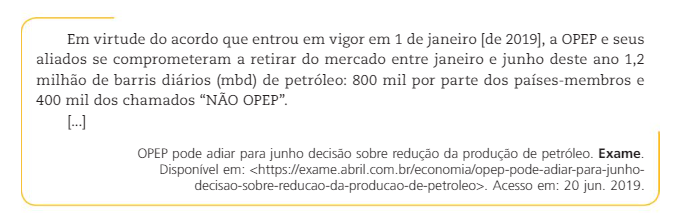 Em virtude do acordo que entrou em vigor em 1 de janeiro [de 2019], a OPEP e seus
aliados se comprometeram a retirar do mercado entre janeiro e junho deste ano 1,2
milhão de barris diários (mbd) de petróleo: 800 mil por parte dos países-membros e
400 mil dos chamados “NÃO OPEP”.
[...]
OPEP pode adiar para junho decisão sobre redução da produção de petróleo. Exame.
Disponível em: <https://exame.abril.com.br/economia/opep-pode-adiar-para-junho-
decisao-sobre-reducao-da-producao-de-petroleo>. Acesso em: 20 jun. 2019.